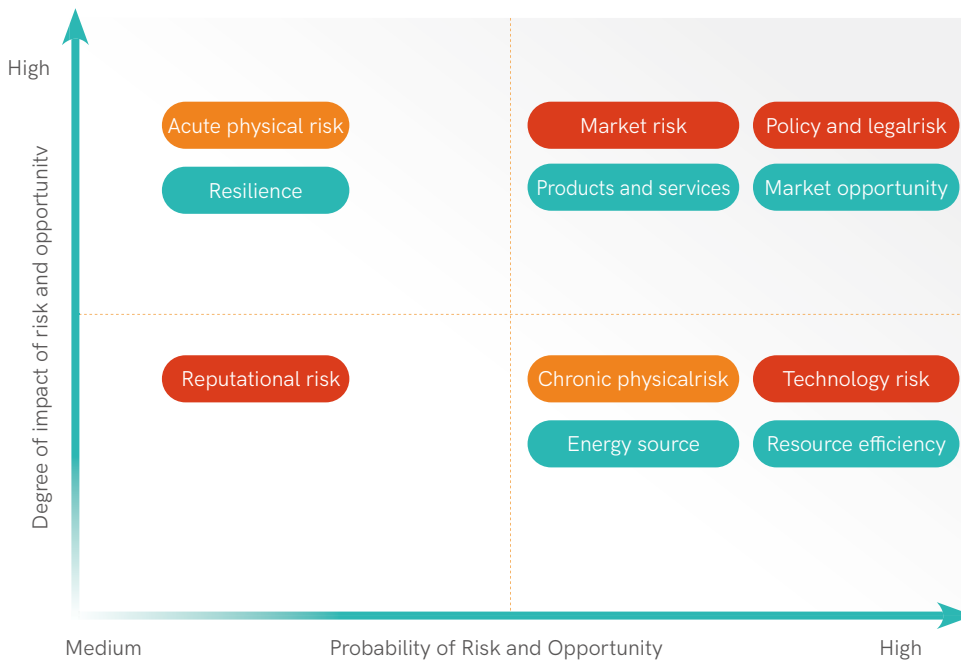 High
Degree of impact of risk and opportunity
Acute physical risk
Resilience
Market risk
Policy and legalrisk
Products and services
Market opportunity
Reputational risk
Chronic physicalrisk
Technology risk
Energy source
Resource efficiency
Medium
Probability of Risk and Opportunity
High